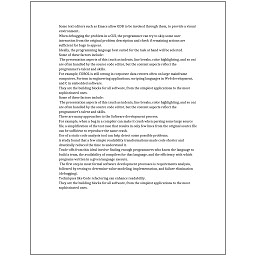 Some text editors such as Emacs allow GDB to be invoked through them, to provide a visual
environment.
When debugging the problem in a GUI, the programmer can try to skip some user
interaction from the original problem description and check if remaining actions are
sufficient for bugs to appear.
Ideally, the programming language best suited for the task at hand will be selected.
Some of these factors include:
The presentation aspects of this (such as indents, line breaks, color highlighting, and so on)
are often handled by the source code editor, but the content aspects reflect the
programmer's talent and skills.
For example, COBOL is still strong in corporate data centers often on large mainframe
computers, Fortran in engineering applications, scripting languages in Web development,
and C in embedded software.
They are the building blocks for all software, from the simplest applications to the most
sophisticated ones.
Some of these factors include:
The presentation aspects of this (such as indents, line breaks, color highlighting, and so on)
are often handled by the source code editor, but the content aspects reflect the
programmer's talent and skills.
There are many approaches to the Software development process.
For example, when a bug in a compiler can make it crash when parsing some large source
file, a simplification of the test case that results in only few lines from the original source file
can be sufficient to reproduce the same crash.
Use of a static code analysis tool can help detect some possible problems.
A study found that a few simple readability transformations made code shorter and
drastically reduced the time to understand it.
Trade-offs from this ideal involve finding enough programmers who know the language to
build a team, the availability of compilers for that language, and the efficiency with which
programs written in a given language execute.
The first step in most formal software development processes is requirements analysis,
followed by testing to determine value modeling, implementation, and failure elimination
(debugging).
Techniques like Code refactoring can enhance readability.
They are the building blocks for all software, from the simplest applications to the most
sophisticated ones.